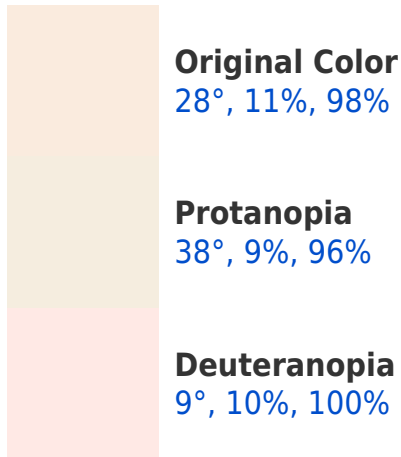 Original Color
28°, 11%, 98%
Protanopia
38°, 9%, 96%
Deuteranopia
9°, 10%, 100%